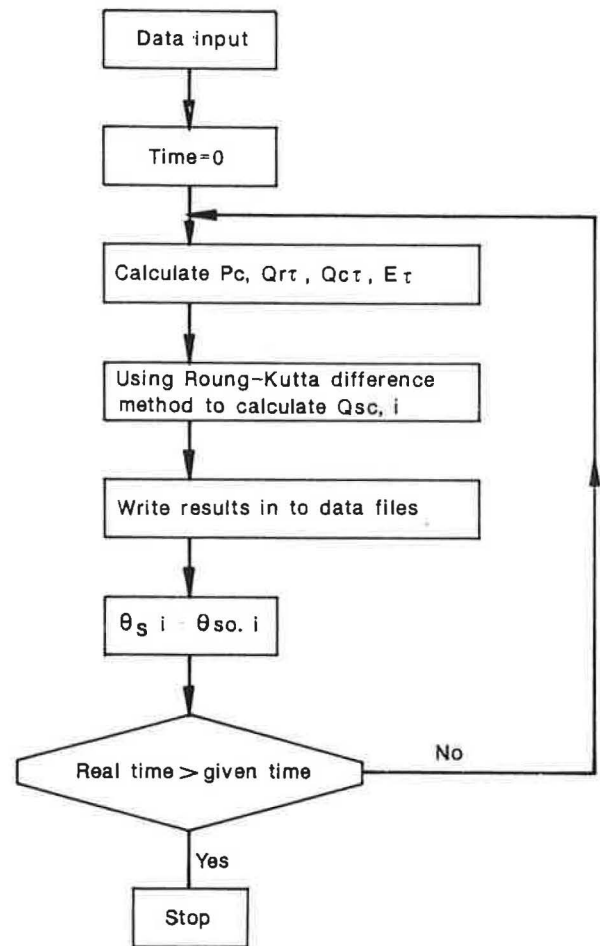 Data input
Time=0
Calculate Pc, Qrτ, Qcτ, Eτ
Using Roung-Kutta difference
method to calculate Qsc, i
Write results in to data files
θs i - θso. i
Real time > given time
No
Yes
Stop